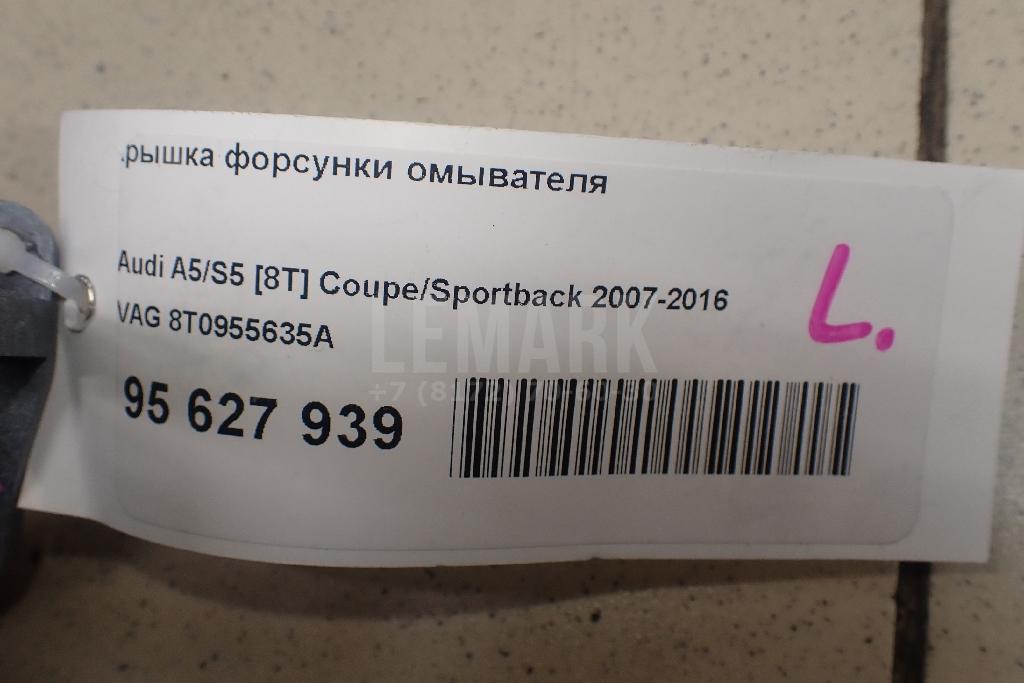 .рышка форсунки омывателя
Audi A5/S5 [8T] Coupe/Sportback 2007-2016
VAG 8T0955635A
95 627 939
L.
LEMARK